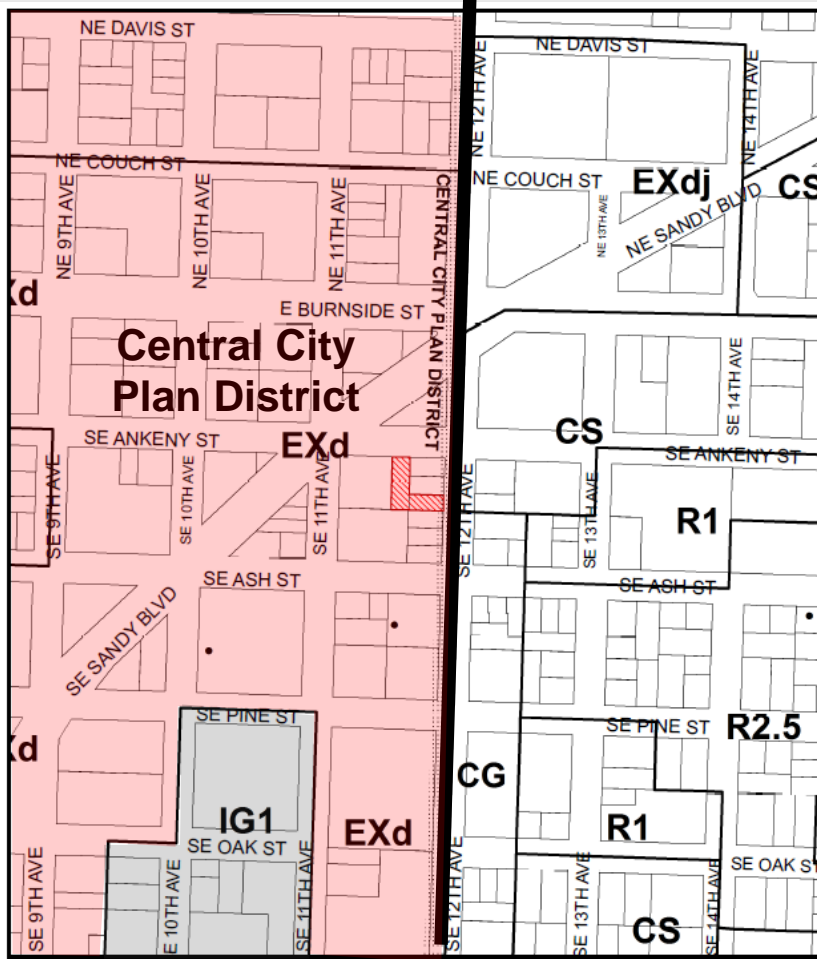 NE DAVIS ST
NE DAVIS ST
NE 12TH AVE
NE 14TH AVE
NE COUCH ST
NE COUCH ST
EXdj
CS
NE 9TH AVE
NE 10TH AVE
NE 11TH AVE
CENTRAL CITY PLAN DISTRICT
NE 13TH AVE
NE SANDY BLVD
Xd
E BURNSIDE ST
Central City
Plan District
SE 14TH AVE
SE ANKENY ST
EXd
CS
SE ANKENY ST
SE 9TH AVE
SE 10TH AVE
SE 11TH AVE
SE 12TH AVE
SE 13TH AVE
R1
SE ASH ST
SE ASH ST
SE SANDY BLVD
SE PINE ST
SE PINE ST
R2.5
Xd
CG
IG1
EXd
R1
SE OAK ST
SE OAK ST
SE 9TH AVE
E 10TH AVE
SE 11TH AVE
SE 12TH AVE
SE 13TH AVE
CS
SE 14TH AVE